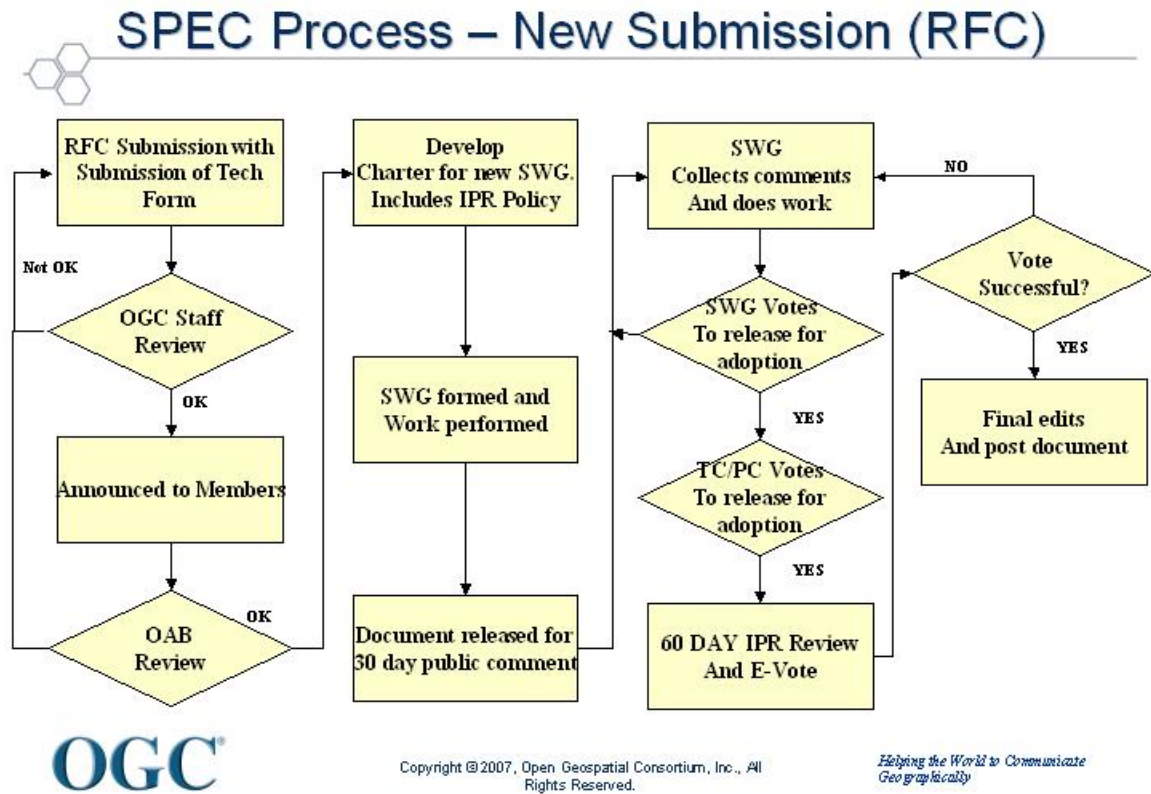 SPEC Process – New Submission (RFC)
RFC Submission with
Submission of Tech
Form
Not OK
OGC Staff
Review
OK
Announced to Members
OAB
Review
OK
Develop
Charter for new SWG.
Includes IPR Policy
SWG formed and
Work performed
Document released for
30 day public comment
SWG
Collects comments
And does work
SWG Votes
To release for
adoption
YES
TC/PC Votes
To release for
adoption
YES
60 DAY IPR Review
And E-Vote
NO
Vote
Successful?
YES
Final edits
And post document
OGC®
Copyright © 2007, Open Geospatial Consortium, Inc., All
Rights Reserved.
Helping the World to Communicate
Geographically